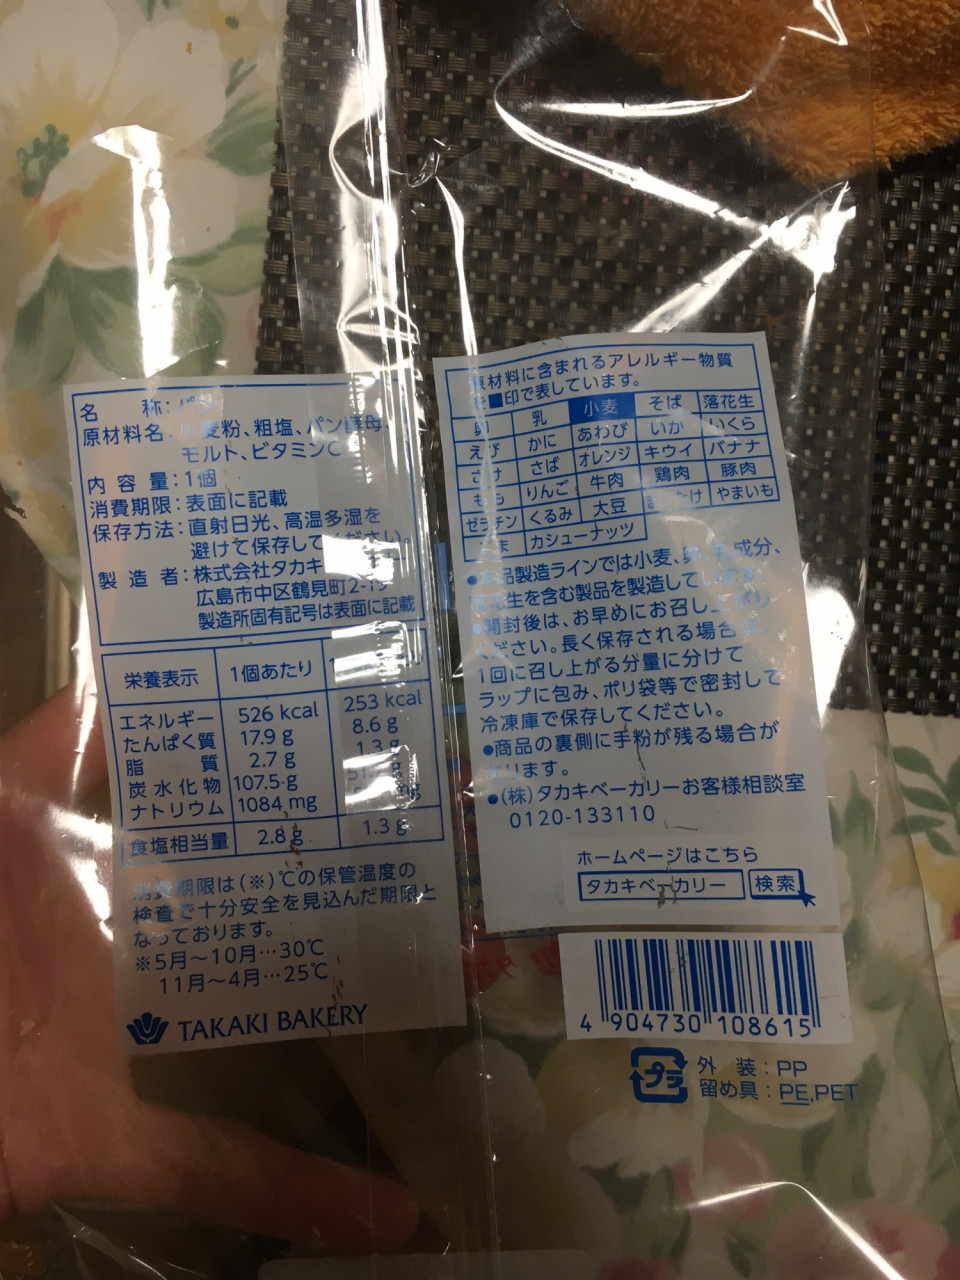 名 称:パン
原材料名:小麦粉、粗塩、パン酵母、
モルト、ビタミンC
内容量:1個
消費期限:表面に記載
保存方法:直射日光、高温多湿を
避けて保存してください。
製造者:株式会社タカキ
広島市中区鶴見町2-19
製造所固有記号は表面に記載
栄養表示 1個あたり
エネルギー 526 kcal 253 kcal
たんぱく質 17.9 g 8.6 g
脂質 2.7 g 1.3 g
炭水化物 107.5 g
ナトリウム 1084 mg
食塩相当量 2.8 g 1.3 g
消費期限は(※)℃の保管温度の
検査で十分安全を見込んだ期限と
なっております。
※5月~10月…30℃
11月~4月…25℃
TAKAKI BAKERY
原材料に含まれるアレルギー物質
を■印で表しています。
卵 乳 小麦 そば 落花生
えび かに あわび いか いくら
さけ さば オレンジ キウイ バナナ
もも りんご 牛肉 鶏肉 豚肉
ゼラチン くるみ 大豆 まつたけ やまいも
ごま カシューナッツ
●本品製造ラインでは小麦、卵、乳成分、
落花生を含む製品を製造しています。
●開封後は、お早めにお召し上がり
ください。長く保存される場合は、
1回に召し上がる分量に分けて
ラップに包み、ポリ袋等で密封して
冷凍庫で保存してください。
●商品の裏側に手粉が残る場合が
あります。
●(株)タカキベーカリーお客様相談室
0120-133110
ホームページはこちら
タカキベーカリー 検索
4 904730 108615
プラ 外装:PP
留め具:PE,PET